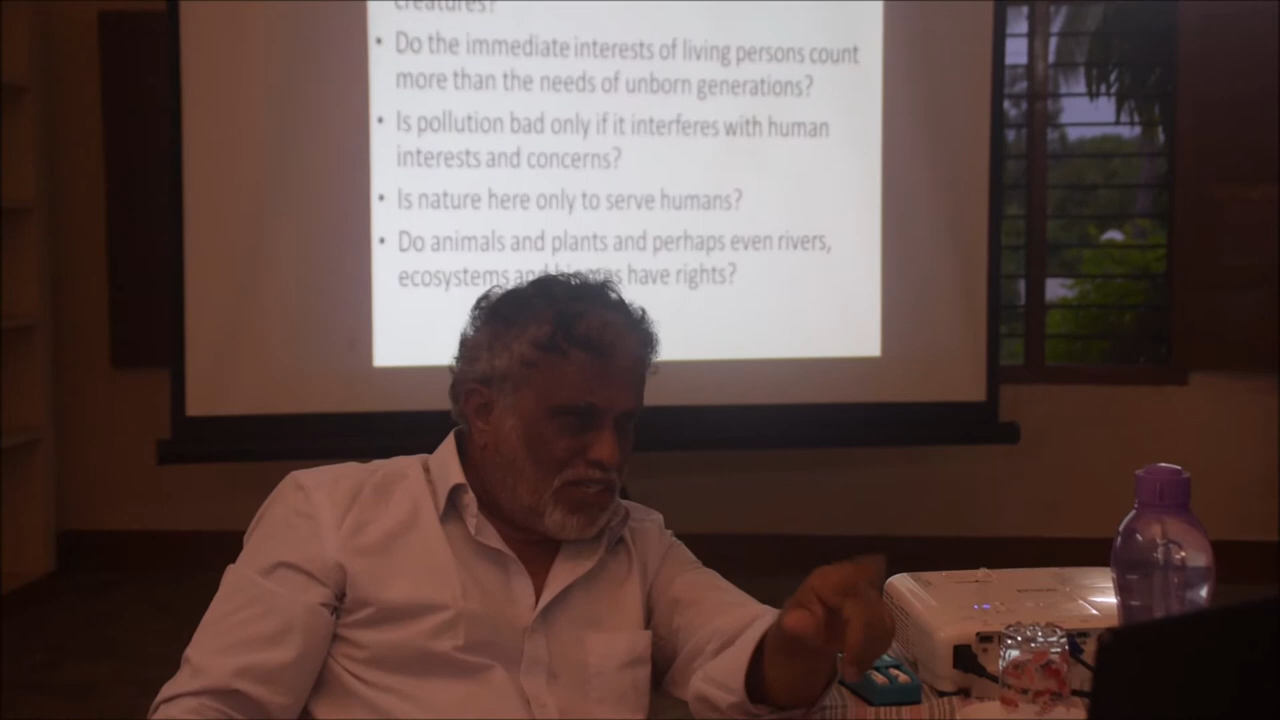 creatures?
• Do the immediate interests of living persons count
more than the needs of unborn generations?
• Is pollution bad only if it interferes with human
interests and concerns?
• Is nature here only to serve humans?
• Do animals and plants and perhaps even rivers,
ecosystems and biomes have rights?